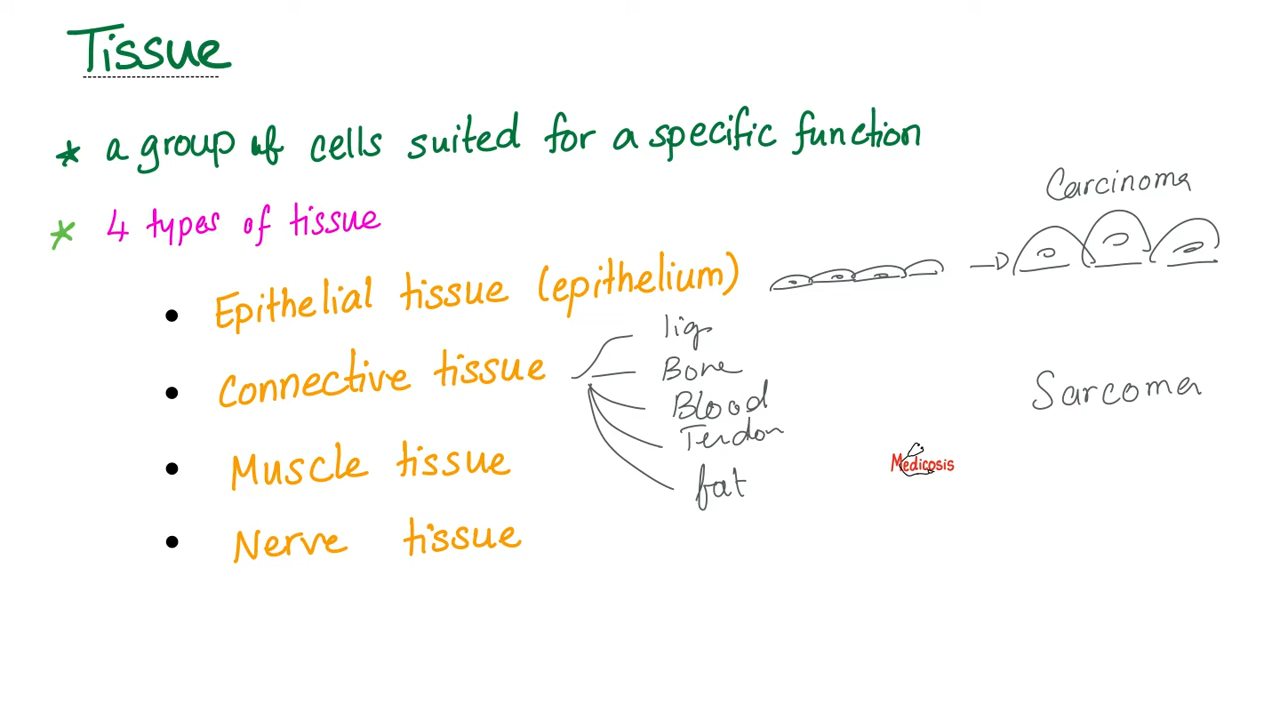 Tissue
* a group of cells suited for a specific function
Carcinoma
* 4 types of tissue
• Epithelial tissue (epithelium)
lig
• Connective tissue
Bone
Sarcoma
Blood
Tendon
• Muscle tissue
Medicosis
fat
• Nerve tissue